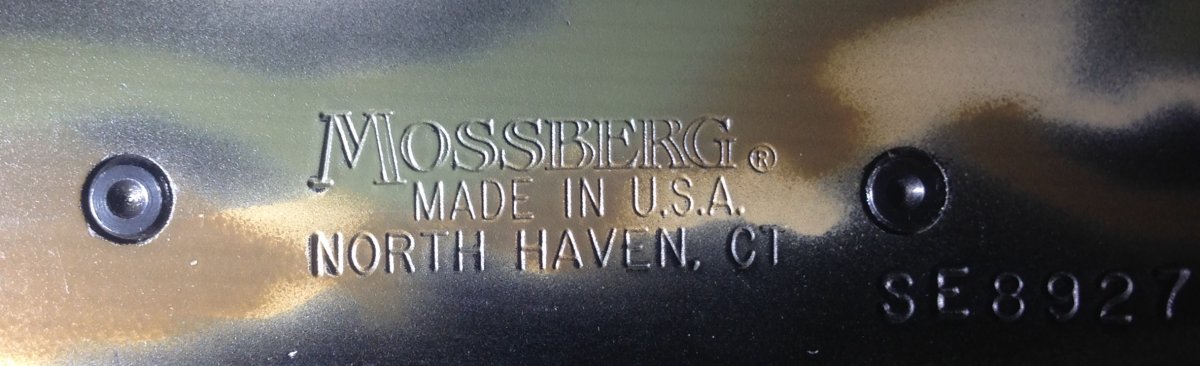 MOSSBERG®
MADE IN U.S.A.
NORTH HAVEN, CT
SE8927